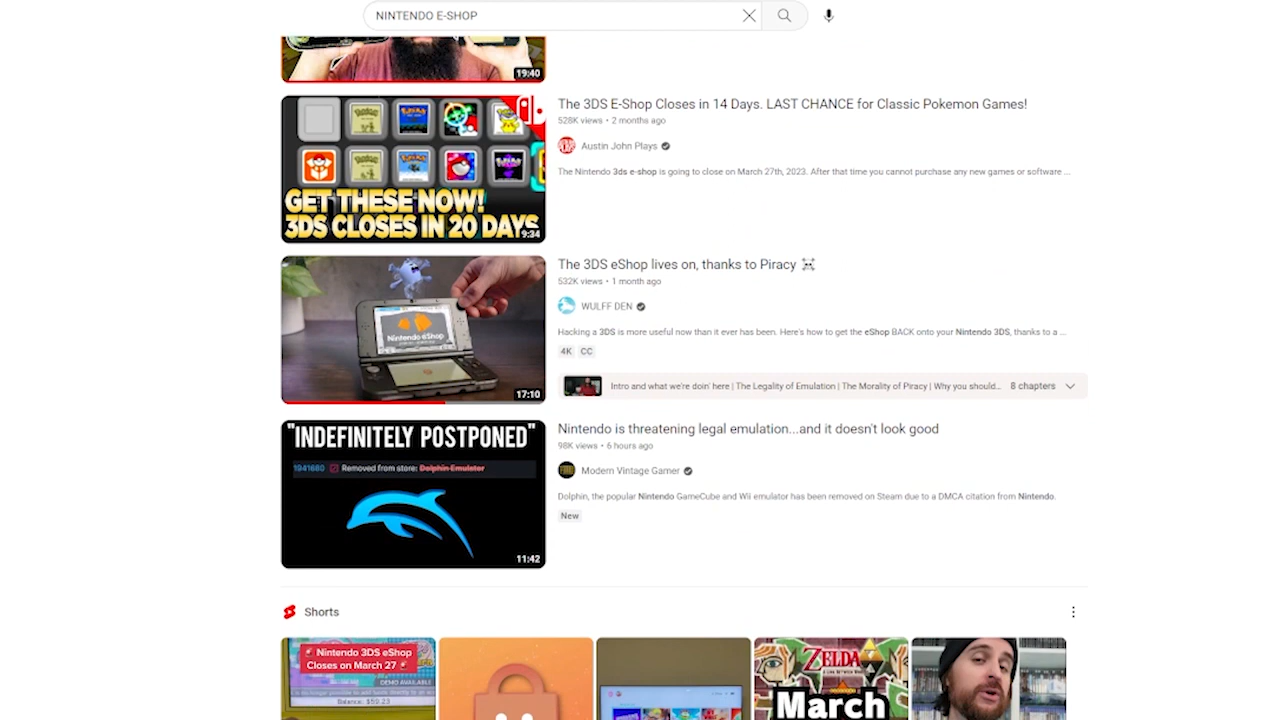 NINTENDO E-SHOP
19:40
The 3DS E-Shop Closes in 14 Days. LAST CHANCE for Classic Pokemon Games!
528K views • 2 months ago
Austin John Plays
The Nintendo 3ds e-shop is going to close on March 27th, 2023. After that time you cannot purchase any new games or software ...
GET THESE NOW!
3DS CLOSES IN 20 DAYS
9:34
The 3DS eShop lives on, thanks to Piracy ☠
532K views • 1 month ago
WULFF DEN
Hacking a 3DS is more useful now than it ever has been. Here's how to get the eShop BACK onto your Nintendo 3DS, thanks to a ...
4K CC
Intro and what we're doin' here | The Legality of Emulation | The Morality of Piracy | Why you should... 8 chapters
Nintendo eShop
17:10
Nintendo is threatening legal emulation...and it doesn't look good
98K views • 6 hours ago
Modern Vintage Gamer
Dolphin, the popular Nintendo GameCube and Wii emulator has been removed on Steam due to a DMCA citation from Nintendo.
New
"INDEFINITELY POSTPONED"
1941680 Removed from store: Dolphin Emulator
11:42
Shorts
Nintendo 3DS eShop
Closes on March 27
DEMO AVAILABLE
Balance: $59.23
ZELDA
March